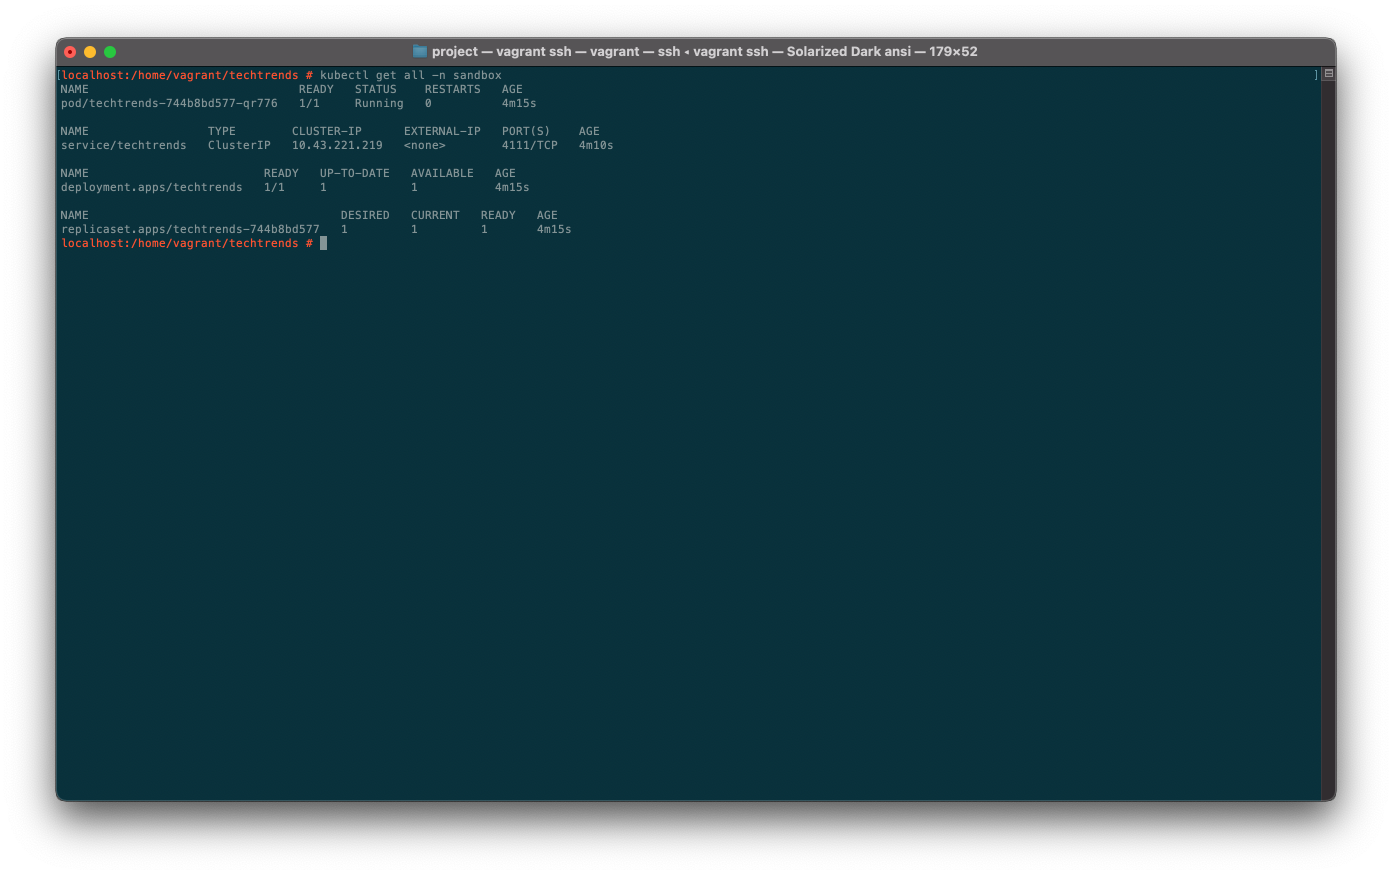 project — vagrant ssh — vagrant — ssh ◂ vagrant ssh — Solarized Dark ansi — 179×52
[localhost:/home/vagrant/techtrends # kubectl get all -n sandbox ]
NAME READY STATUS RESTARTS AGE
pod/techtrends-744b8bd577-qr776 1/1 Running 0 4m15s
NAME TYPE CLUSTER-IP EXTERNAL-IP PORT(S) AGE
service/techtrends ClusterIP 10.43.221.219 <none> 4111/TCP 4m10s
NAME READY UP-TO-DATE AVAILABLE AGE
deployment.apps/techtrends 1/1 1 1 4m15s
NAME DESIRED CURRENT READY AGE
replicaset.apps/techtrends-744b8bd577 1 1 1 4m15s
localhost:/home/vagrant/techtrends #